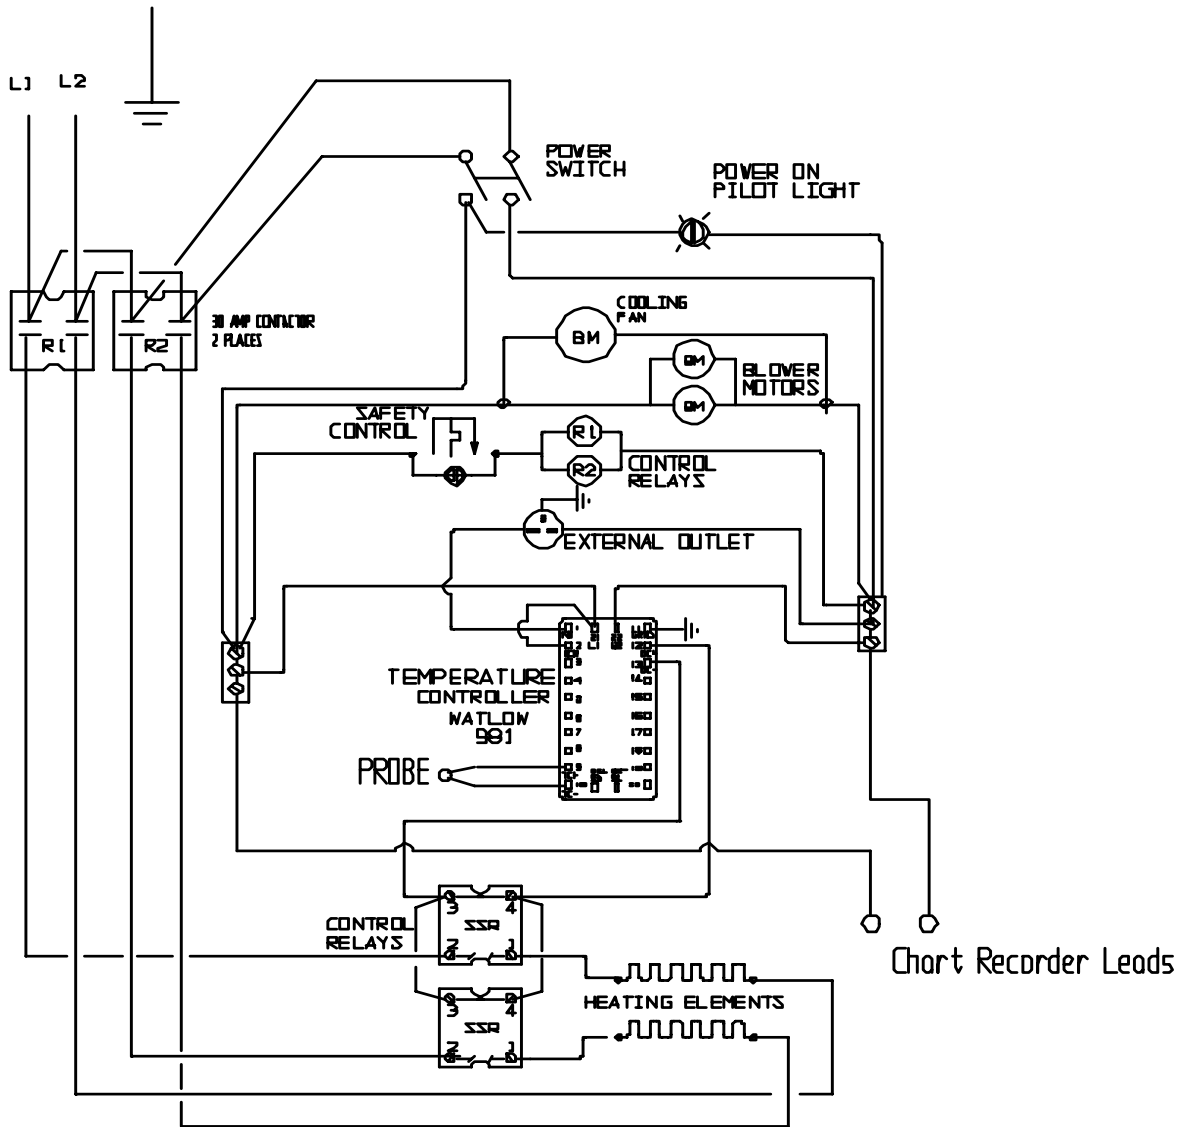 L1
L2
POWER
SWITCH
POWER ON
PILOT LIGHT
COOLING
FAN
BM
R1
R2
30 AMP CONTACTOR
2 PLACES
BM
BLOWER
MOTORS
BM
SAFETY
CONTROL
R1
R2
CONTROL
RELAYS
EXTERNAL OUTLET
TEMPERATURE
CONTROLLER
WATLOW
981
PROBE
3
4
SSR
2
1
CONTROL
RELAYS
3
4
SSR
2
1
HEATING ELEMENTS
Chart Recorder Leads